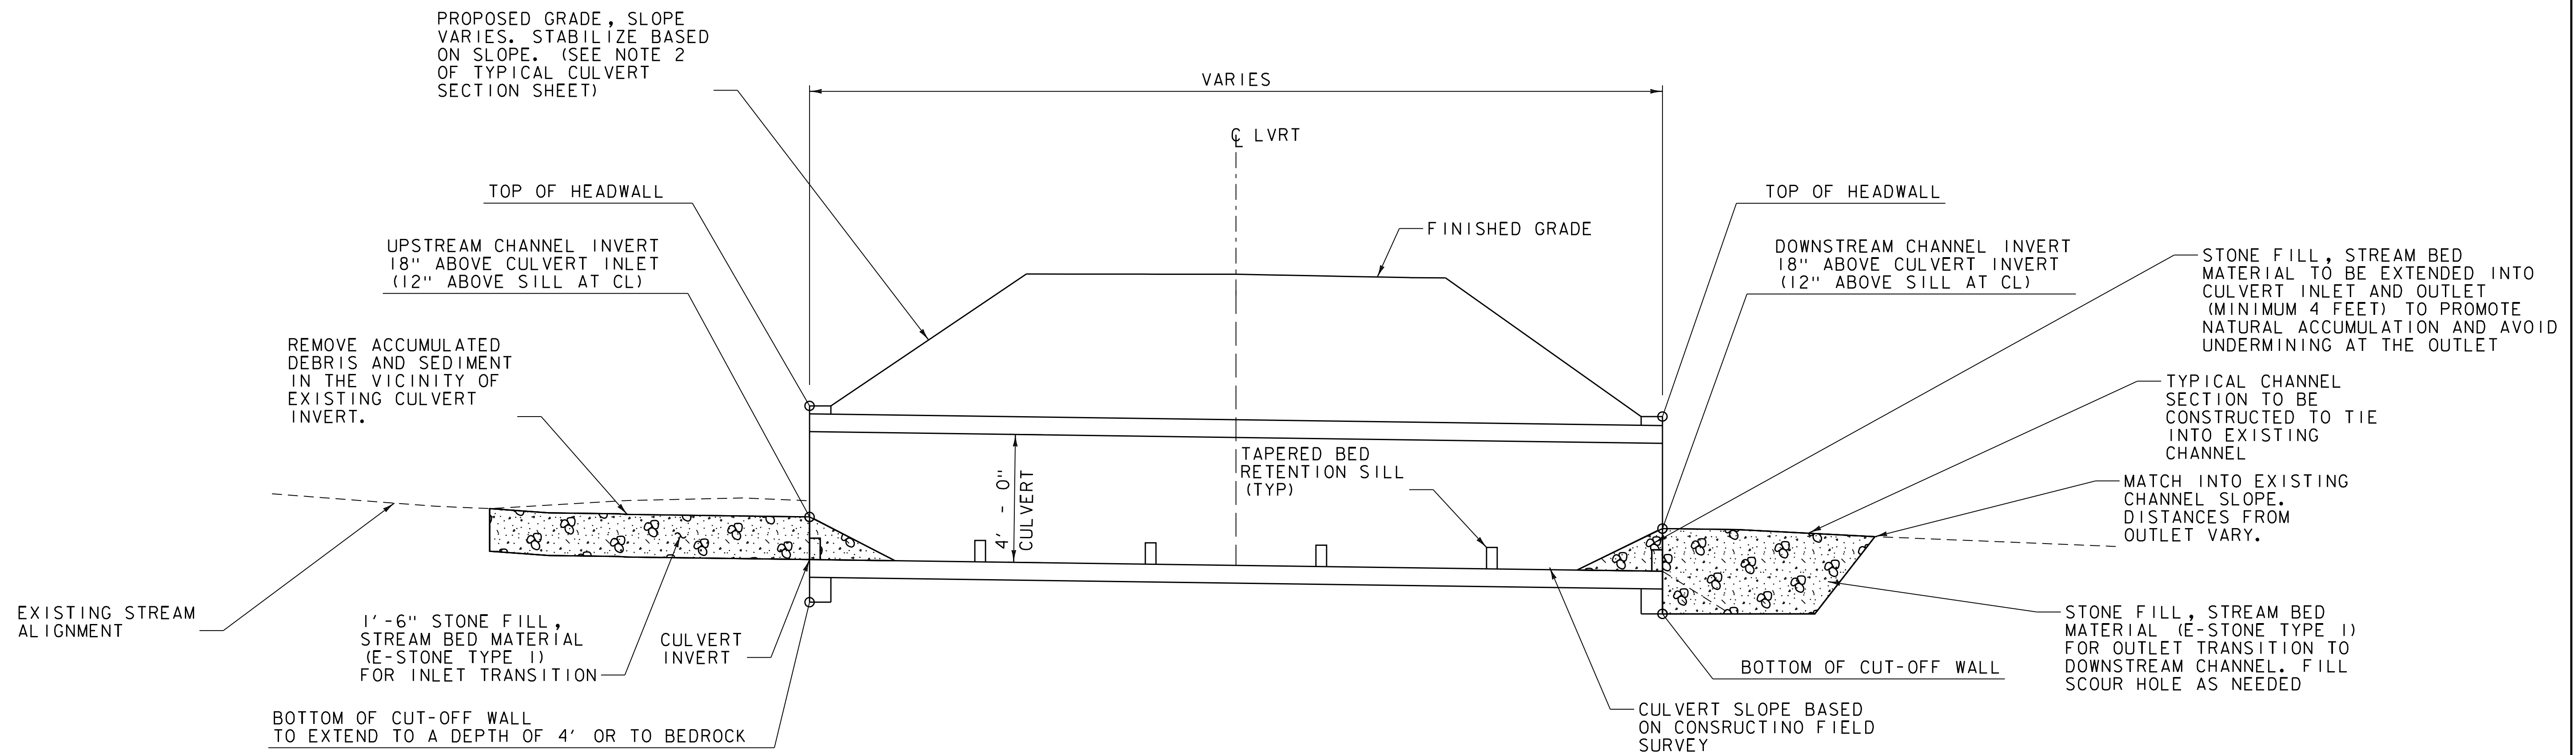 PROPOSED GRADE, SLOPE
VARIES. STABILIZE BASED
ON SLOPE. (SEE NOTE 2
OF TYPICAL CULVERT
SECTION SHEET)
VARIES
℄ LVRT
TOP OF HEADWALL
TOP OF HEADWALL
FINISHED GRADE
UPSTREAM CHANNEL INVERT
18" ABOVE CULVERT INLET
(12" ABOVE SILL AT CL)
DOWNSTREAM CHANNEL INVERT
18" ABOVE CULVERT INVERT
(12" ABOVE SILL AT CL)
STONE FILL, STREAM BED
MATERIAL TO BE EXTENDED INTO
CULVERT INLET AND OUTLET
(MINIMUM 4 FEET) TO PROMOTE
NATURAL ACCUMULATION AND AVOID
UNDERMINING AT THE OUTLET
REMOVE ACCUMULATED
DEBRIS AND SEDIMENT
IN THE VICINITY OF
EXISTING CULVERT
INVERT.
TYPICAL CHANNEL
SECTION TO BE
CONSTRUCTED TO TIE
INTO EXISTING
CHANNEL
TAPERED BED
RETENTION SILL
(TYP)
4' - 0"
CULVERT
MATCH INTO EXISTING
CHANNEL SLOPE.
DISTANCES FROM
OUTLET VARY.
EXISTING STREAM
ALIGNMENT
1'-6" STONE FILL,
STREAM BED MATERIAL
(E-STONE TYPE I)
FOR INLET TRANSITION
CULVERT
INVERT
STONE FILL, STREAM BED
MATERIAL (E-STONE TYPE I)
FOR OUTLET TRANSITION TO
DOWNSTREAM CHANNEL. FILL
SCOUR HOLE AS NEEDED
BOTTOM OF CUT-OFF WALL
BOTTOM OF CUT-OFF WALL
TO EXTEND TO A DEPTH OF 4' OR TO BEDROCK
CULVERT SLOPE BASED
ON CONSRUCTINO FIELD
SURVEY